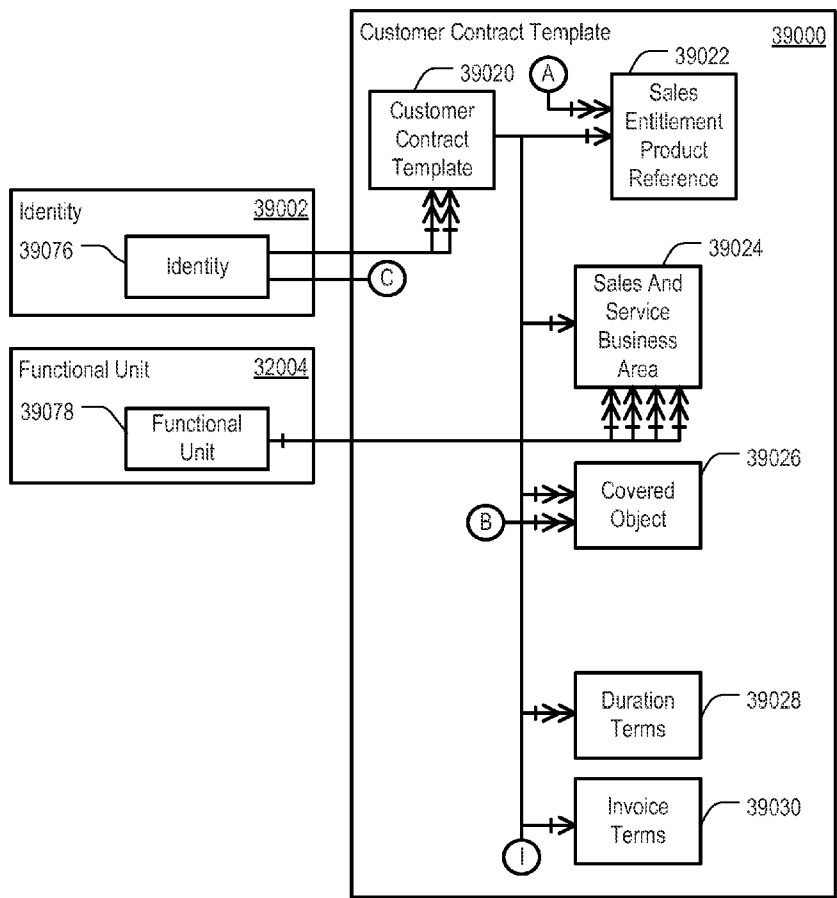 Customer Contract Template
39000
39020
A
39022
Customer
Contract
Template
Sales
Entitlement
Product
Reference
Identity
39002
39076
Identity
C
39024
Sales And
Service
Business
Area
Functional Unit
32004
39078
Functional
Unit
39026
Covered
Object
B
39028
Duration
Terms
39030
Invoice
Terms
I